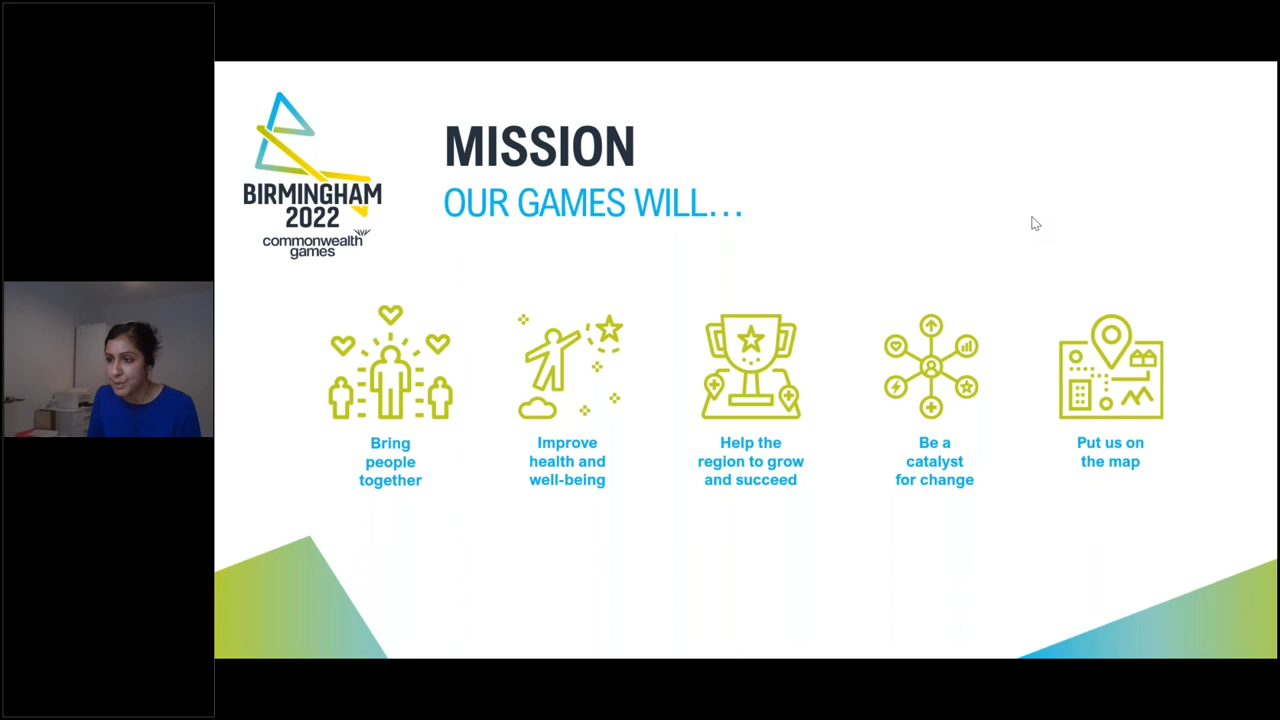 BIRMINGHAM
2022
commonwealth
games
MISSION
OUR GAMES WILL...
Bring
people
together
Improve
health and
well-being
Help the
region to grow
and succeed
Be a
catalyst
for change
Put us on
the map